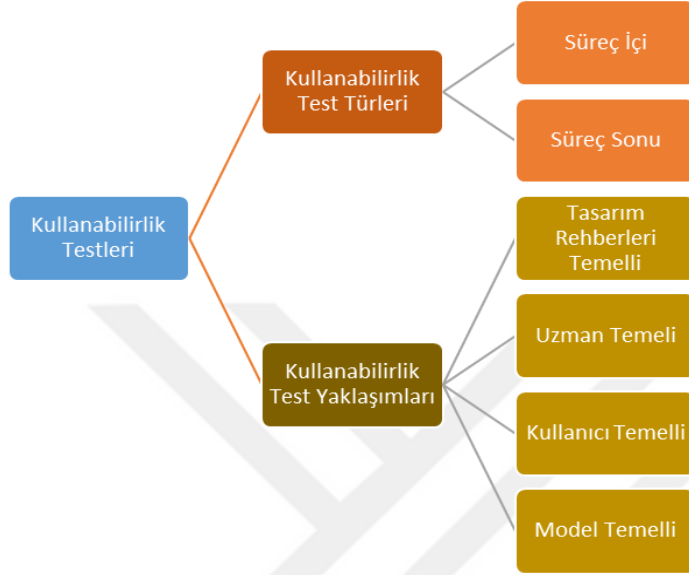 Süreç İçi
Kullanabilirlik
Test Türleri
Süreç Sonu
Kullanabilirlik
Testleri
Tasarım
Rehberleri
Temelli
Uzman Temeli
Kullanabilirlik
Test Yaklaşımları
Kullanıcı Temelli
Model Temelli